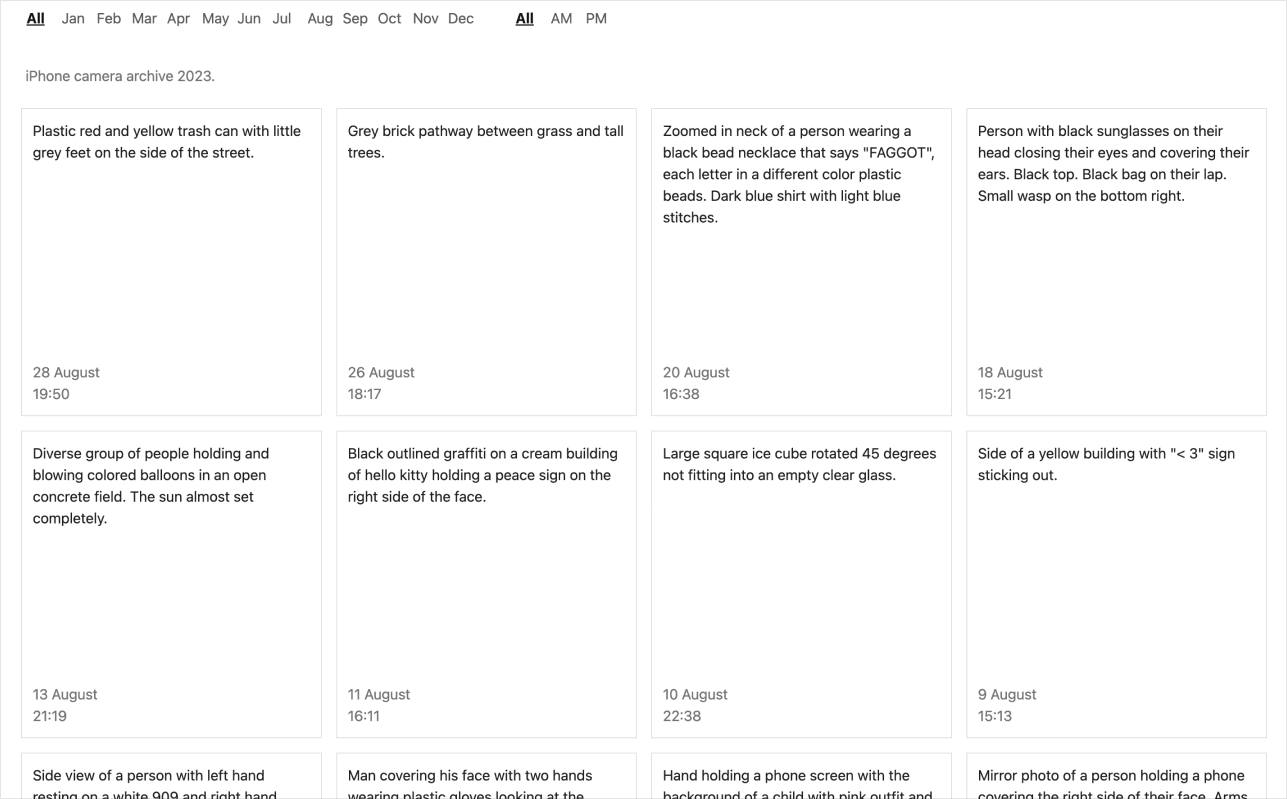 All Jan Feb Mar Apr May Jun Jul Aug Sep Oct Nov Dec All AM PM
iPhone camera archive 2023.
Plastic red and yellow trash can with little
grey feet on the side of the street.
28 August
19:50
Grey brick pathway between grass and tall
trees.
26 August
18:17
Zoomed in neck of a person wearing a
black bead necklace that says "FAGGOT",
each letter in a different color plastic
beads. Dark blue shirt with light blue
stitches.
20 August
16:38
Person with black sunglasses on their
head closing their eyes and covering their
ears. Black top. Black bag on their lap.
Small wasp on the bottom right.
18 August
15:21
Diverse group of people holding and
blowing colored balloons in an open
concrete field. The sun almost set
completely.
13 August
21:19
Black outlined graffiti on a cream building
of hello kitty holding a peace sign on the
right side of the face.
11 August
16:11
Large square ice cube rotated 45 degrees
not fitting into an empty clear glass.
10 August
22:38
Side of a yellow building with "< 3" sign
sticking out.
9 August
15:13
Side view of a person with left hand
resting on a white 909 and right hand
Man covering his face with two hands
wearing plastic gloves looking at the
Hand holding a phone screen with the
background of a child with pink outfit and
Mirror photo of a person holding a phone
covering the right side of their face. Arms